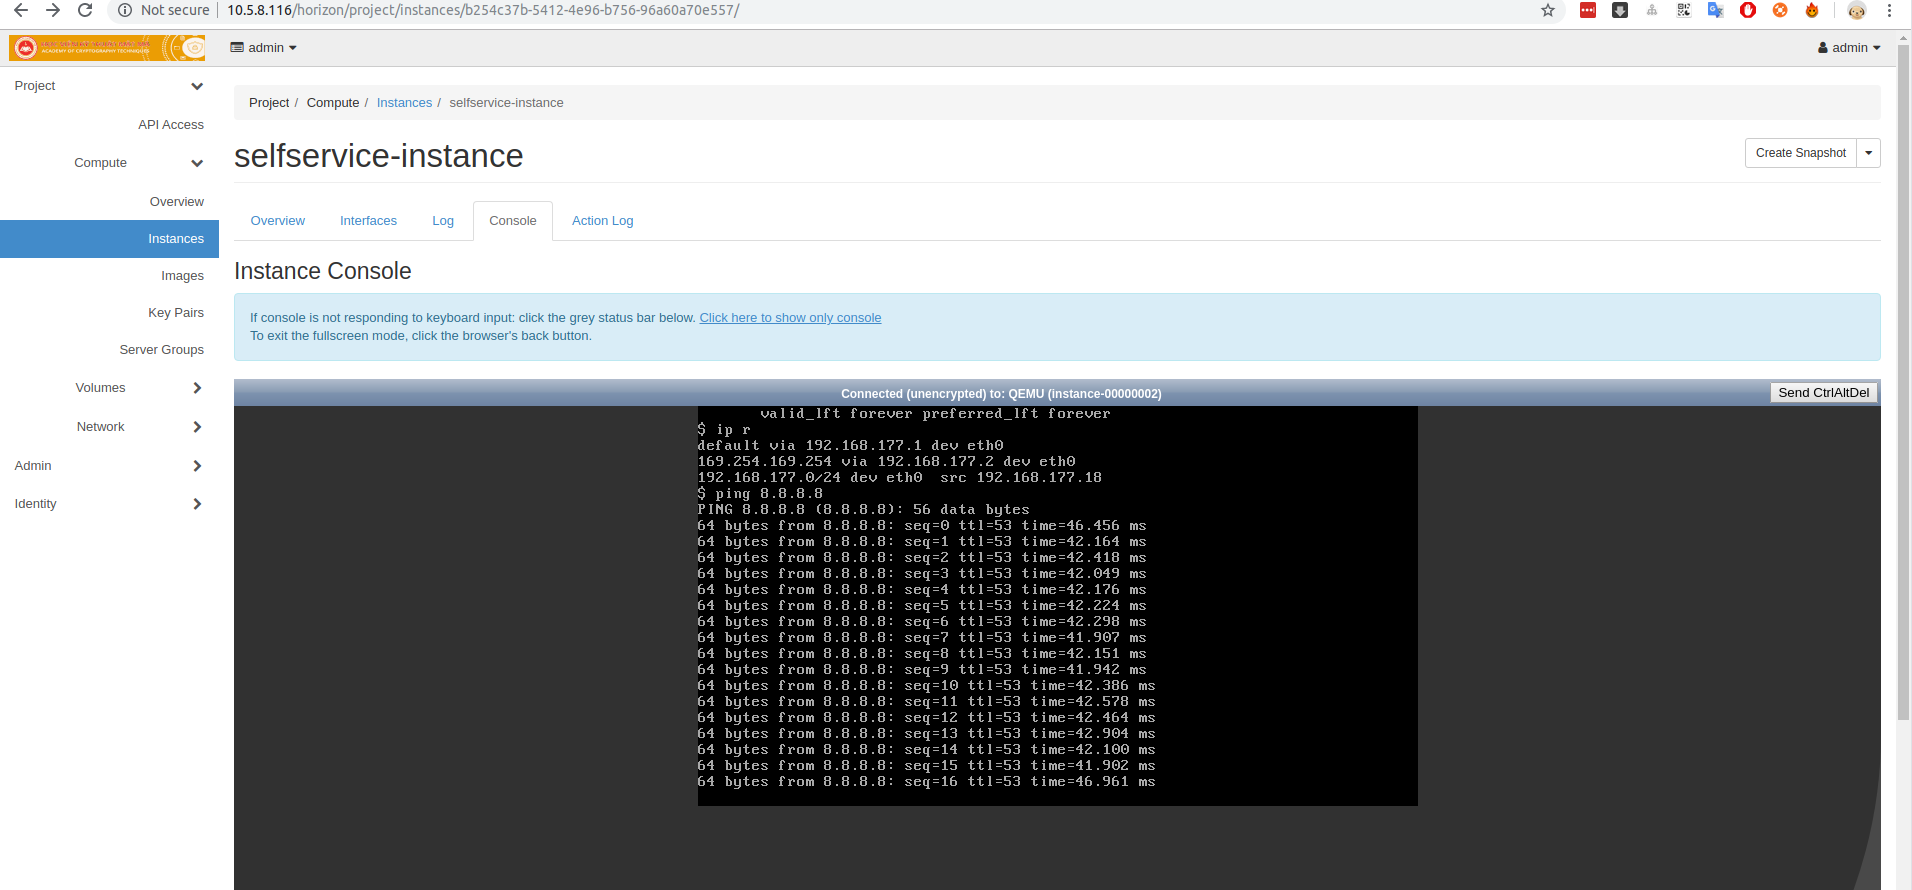 Not secure
10.5.8.116/horizon/project/instances/b254c37b-5412-4e96-b756-96a60a70e557/
ACADEMY OF CRYPTOGRAPHY TECHNIQUES
admin
admin
Project
API Access
Compute
Overview
Instances
Images
Key Pairs
Server Groups
Volumes
Network
Admin
Identity
Project / Compute / Instances / selfservice-instance
selfservice-instance
Create Snapshot
Overview Interfaces Log Console Action Log
Instance Console
If console is not responding to keyboard input: click the grey status bar below. Click here to show only console
To exit the fullscreen mode, click the browser's back button.
Connected (unencrypted) to: QEMU (instance-00000002)
Send CtrlAltDel
valid_lft forever preferred_lft forever
$ ip r
default via 192.168.177.1 dev eth0
169.254.169.254 via 192.168.177.2 dev eth0
192.168.177.0/24 dev eth0  src 192.168.177.18
$ ping 8.8.8.8
PING 8.8.8.8 (8.8.8.8): 56 data bytes
64 bytes from 8.8.8.8: seq=0 ttl=53 time=46.456 ms
64 bytes from 8.8.8.8: seq=1 ttl=53 time=42.164 ms
64 bytes from 8.8.8.8: seq=2 ttl=53 time=42.418 ms
64 bytes from 8.8.8.8: seq=3 ttl=53 time=42.049 ms
64 bytes from 8.8.8.8: seq=4 ttl=53 time=42.176 ms
64 bytes from 8.8.8.8: seq=5 ttl=53 time=42.224 ms
64 bytes from 8.8.8.8: seq=6 ttl=53 time=42.298 ms
64 bytes from 8.8.8.8: seq=7 ttl=53 time=41.907 ms
64 bytes from 8.8.8.8: seq=8 ttl=53 time=42.151 ms
64 bytes from 8.8.8.8: seq=9 ttl=53 time=41.942 ms
64 bytes from 8.8.8.8: seq=10 ttl=53 time=42.386 ms
64 bytes from 8.8.8.8: seq=11 ttl=53 time=42.578 ms
64 bytes from 8.8.8.8: seq=12 ttl=53 time=42.464 ms
64 bytes from 8.8.8.8: seq=13 ttl=53 time=42.904 ms
64 bytes from 8.8.8.8: seq=14 ttl=53 time=42.100 ms
64 bytes from 8.8.8.8: seq=15 ttl=53 time=41.902 ms
64 bytes from 8.8.8.8: seq=16 ttl=53 time=46.961 ms